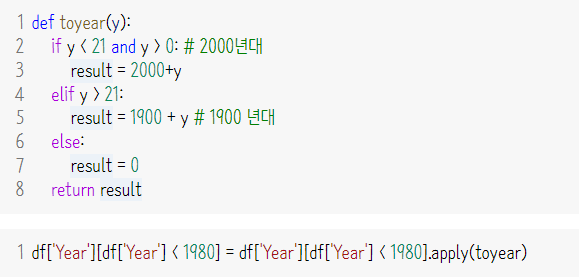 1 def toyear(y):
2 if y < 21 and y > 0: # 2000년대
3 result = 2000+y
4 elif y > 21:
5 result = 1900 + y # 1900 년대
6 else:
7 result = 0
8 return result
1 df['Year'][df['Year'] < 1980] = df['Year'][df['Year'] < 1980].apply(toyear)